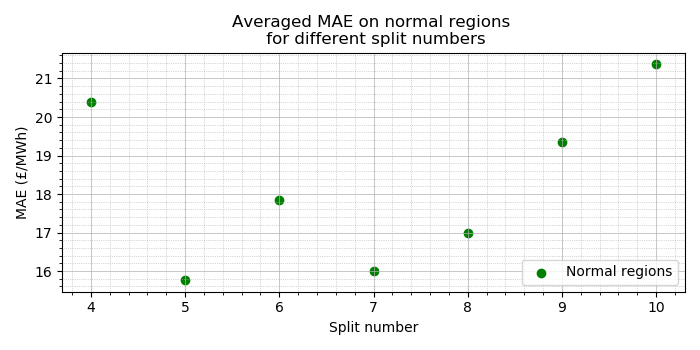 Averaged MAE on normal regions
for different split numbers
MAE (£/MWh)
21
20
19
18
17
16
4 5 6 7 8 9 10
Split number
Normal regions